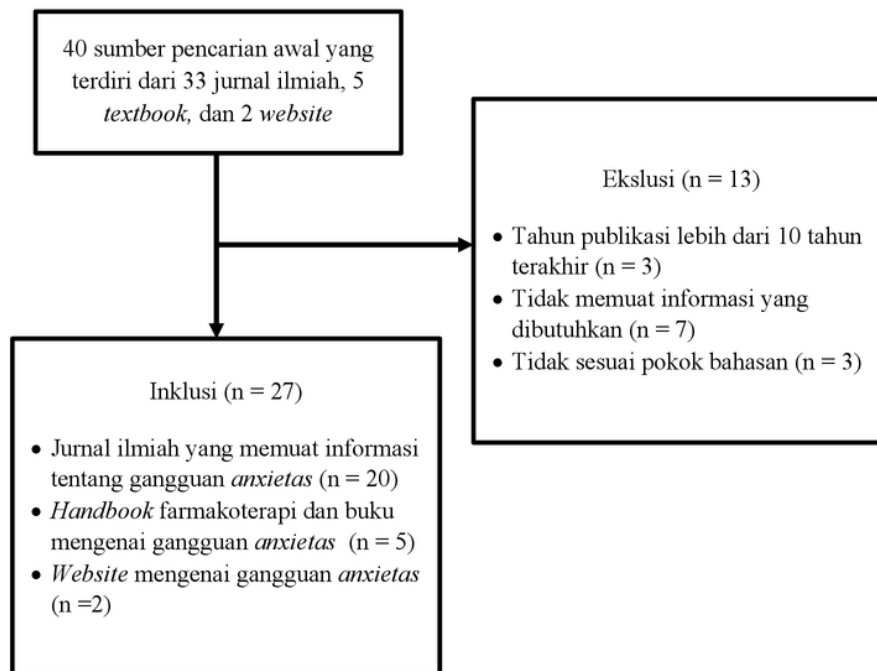 40 sumber pencarian awal yang
terdiri dari 33 jurnal ilmiah, 5
textbook, dan 2 website
Ekslusi (n = 13)
• Tahun publikasi lebih dari 10 tahun
terakhir (n = 3)
• Tidak memuat informasi yang
dibutuhkan (n = 7)
• Tidak sesuai pokok bahasan (n = 3)
Inklusi (n = 27)
• Jurnal ilmiah yang memuat informasi
tentang gangguan anxietas (n = 20)
• Handbook farmakoterapi dan buku
mengenai gangguan anxietas (n = 5)
• Website mengenai gangguan anxietas
(n =2)